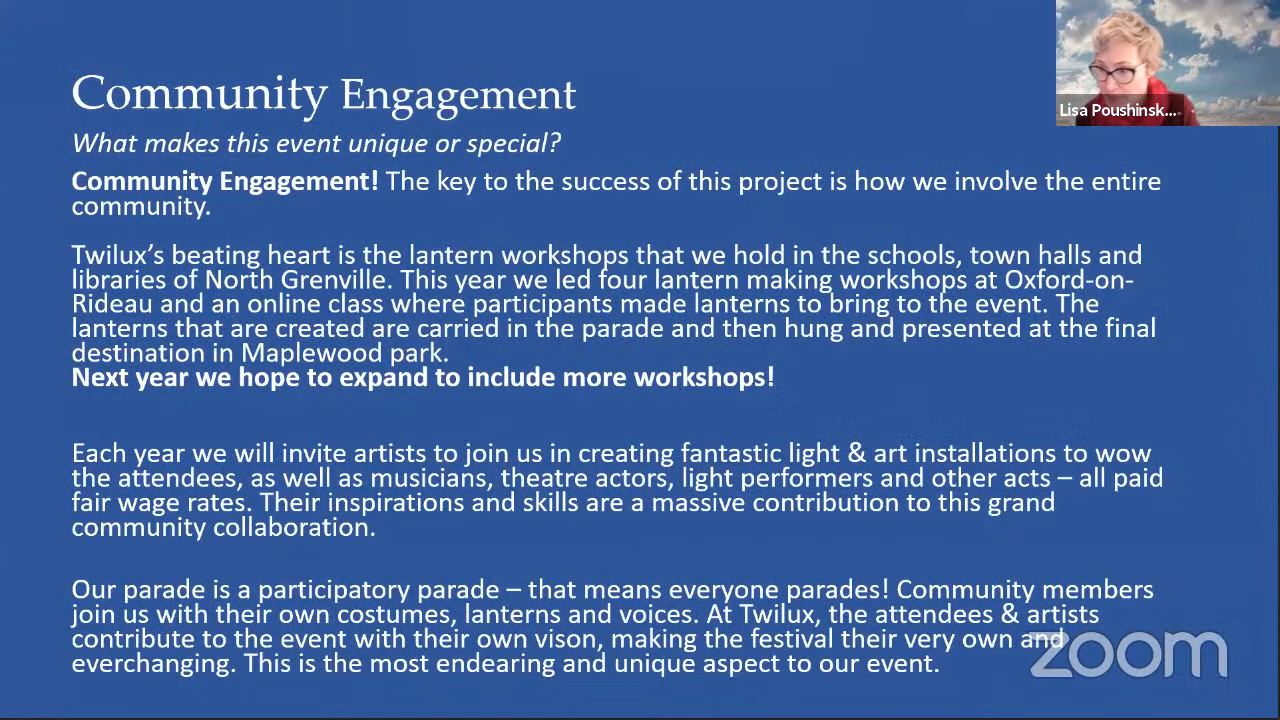 Community Engagement
What makes this event unique or special?
Community Engagement! The key to the success of this project is how we involve the entire
community.
Twilux's beating heart is the lantern workshops that we hold in the schools, town halls and
libraries of North Grenville. This year we led four lantern making workshops at Oxford-on-
Rideau and an online class where participants made lanterns to bring to the event. The
lanterns that are created are carried in the parade and then hung and presented at the final
destination in Maplewood park.
Next year we hope to expand to include more workshops!
Each year we will invite artists to join us in creating fantastic light & art installations to wow
the attendees, as well as musicians, theatre actors, light performers and other acts – all paid
fair wage rates. Their inspirations and skills are a massive contribution to this grand
community collaboration.
Our parade is a participatory parade – that means everyone parades! Community members
join us with their own costumes, lanterns and voices. At Twilux, the attendees & artists
contribute to the event with their own vison, making the festival their very own and
everchanging. This is the most endearing and unique aspect to our event.
Lisa Poushinsk...
zoom